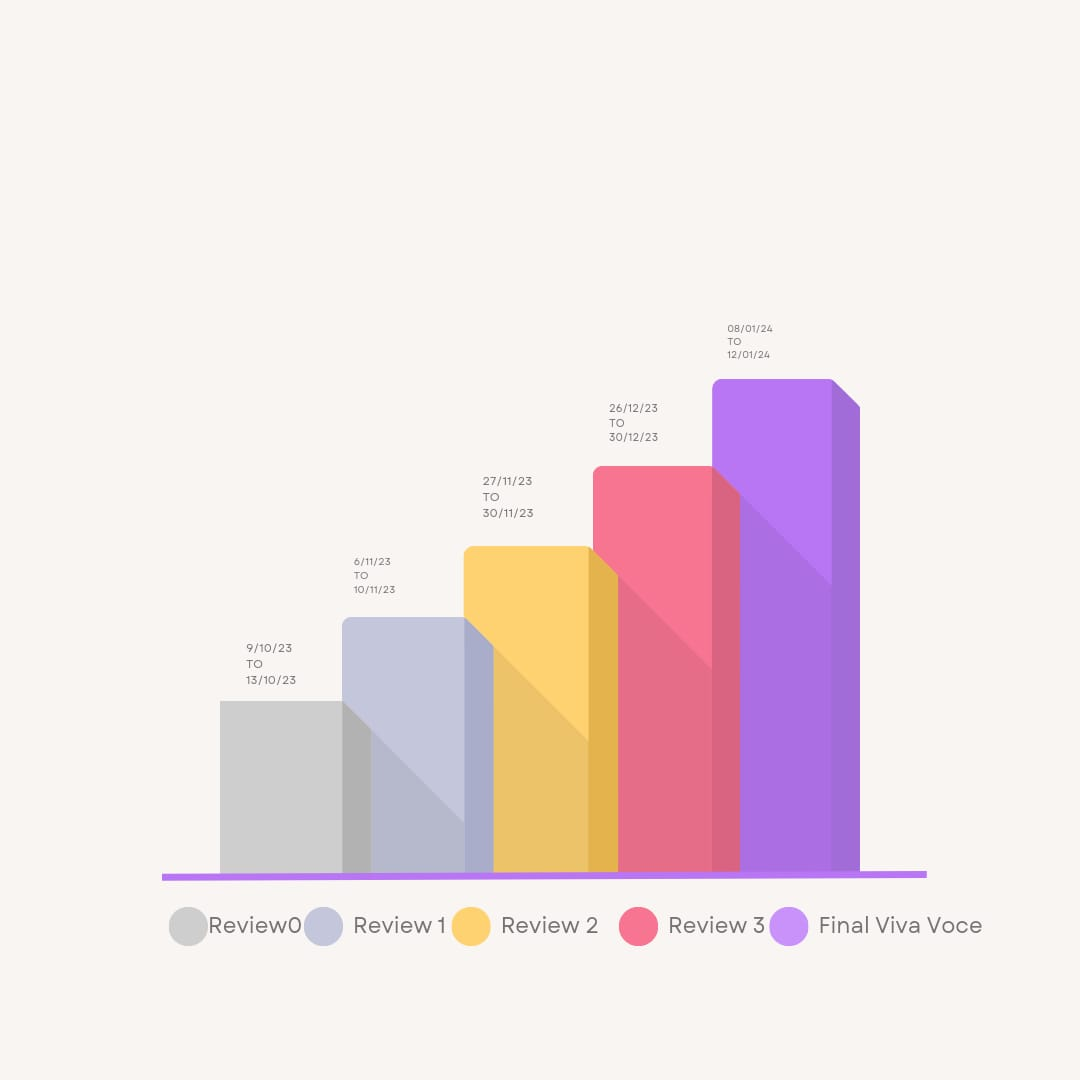 08/01/24
TO
12/01/24
26/12/23
TO
30/12/23
27/11/23
TO
30/11/23
6/11/23
TO
10/11/23
9/10/23
TO
13/10/23
Review0 Review 1 Review 2 Review 3 Final Viva Voce